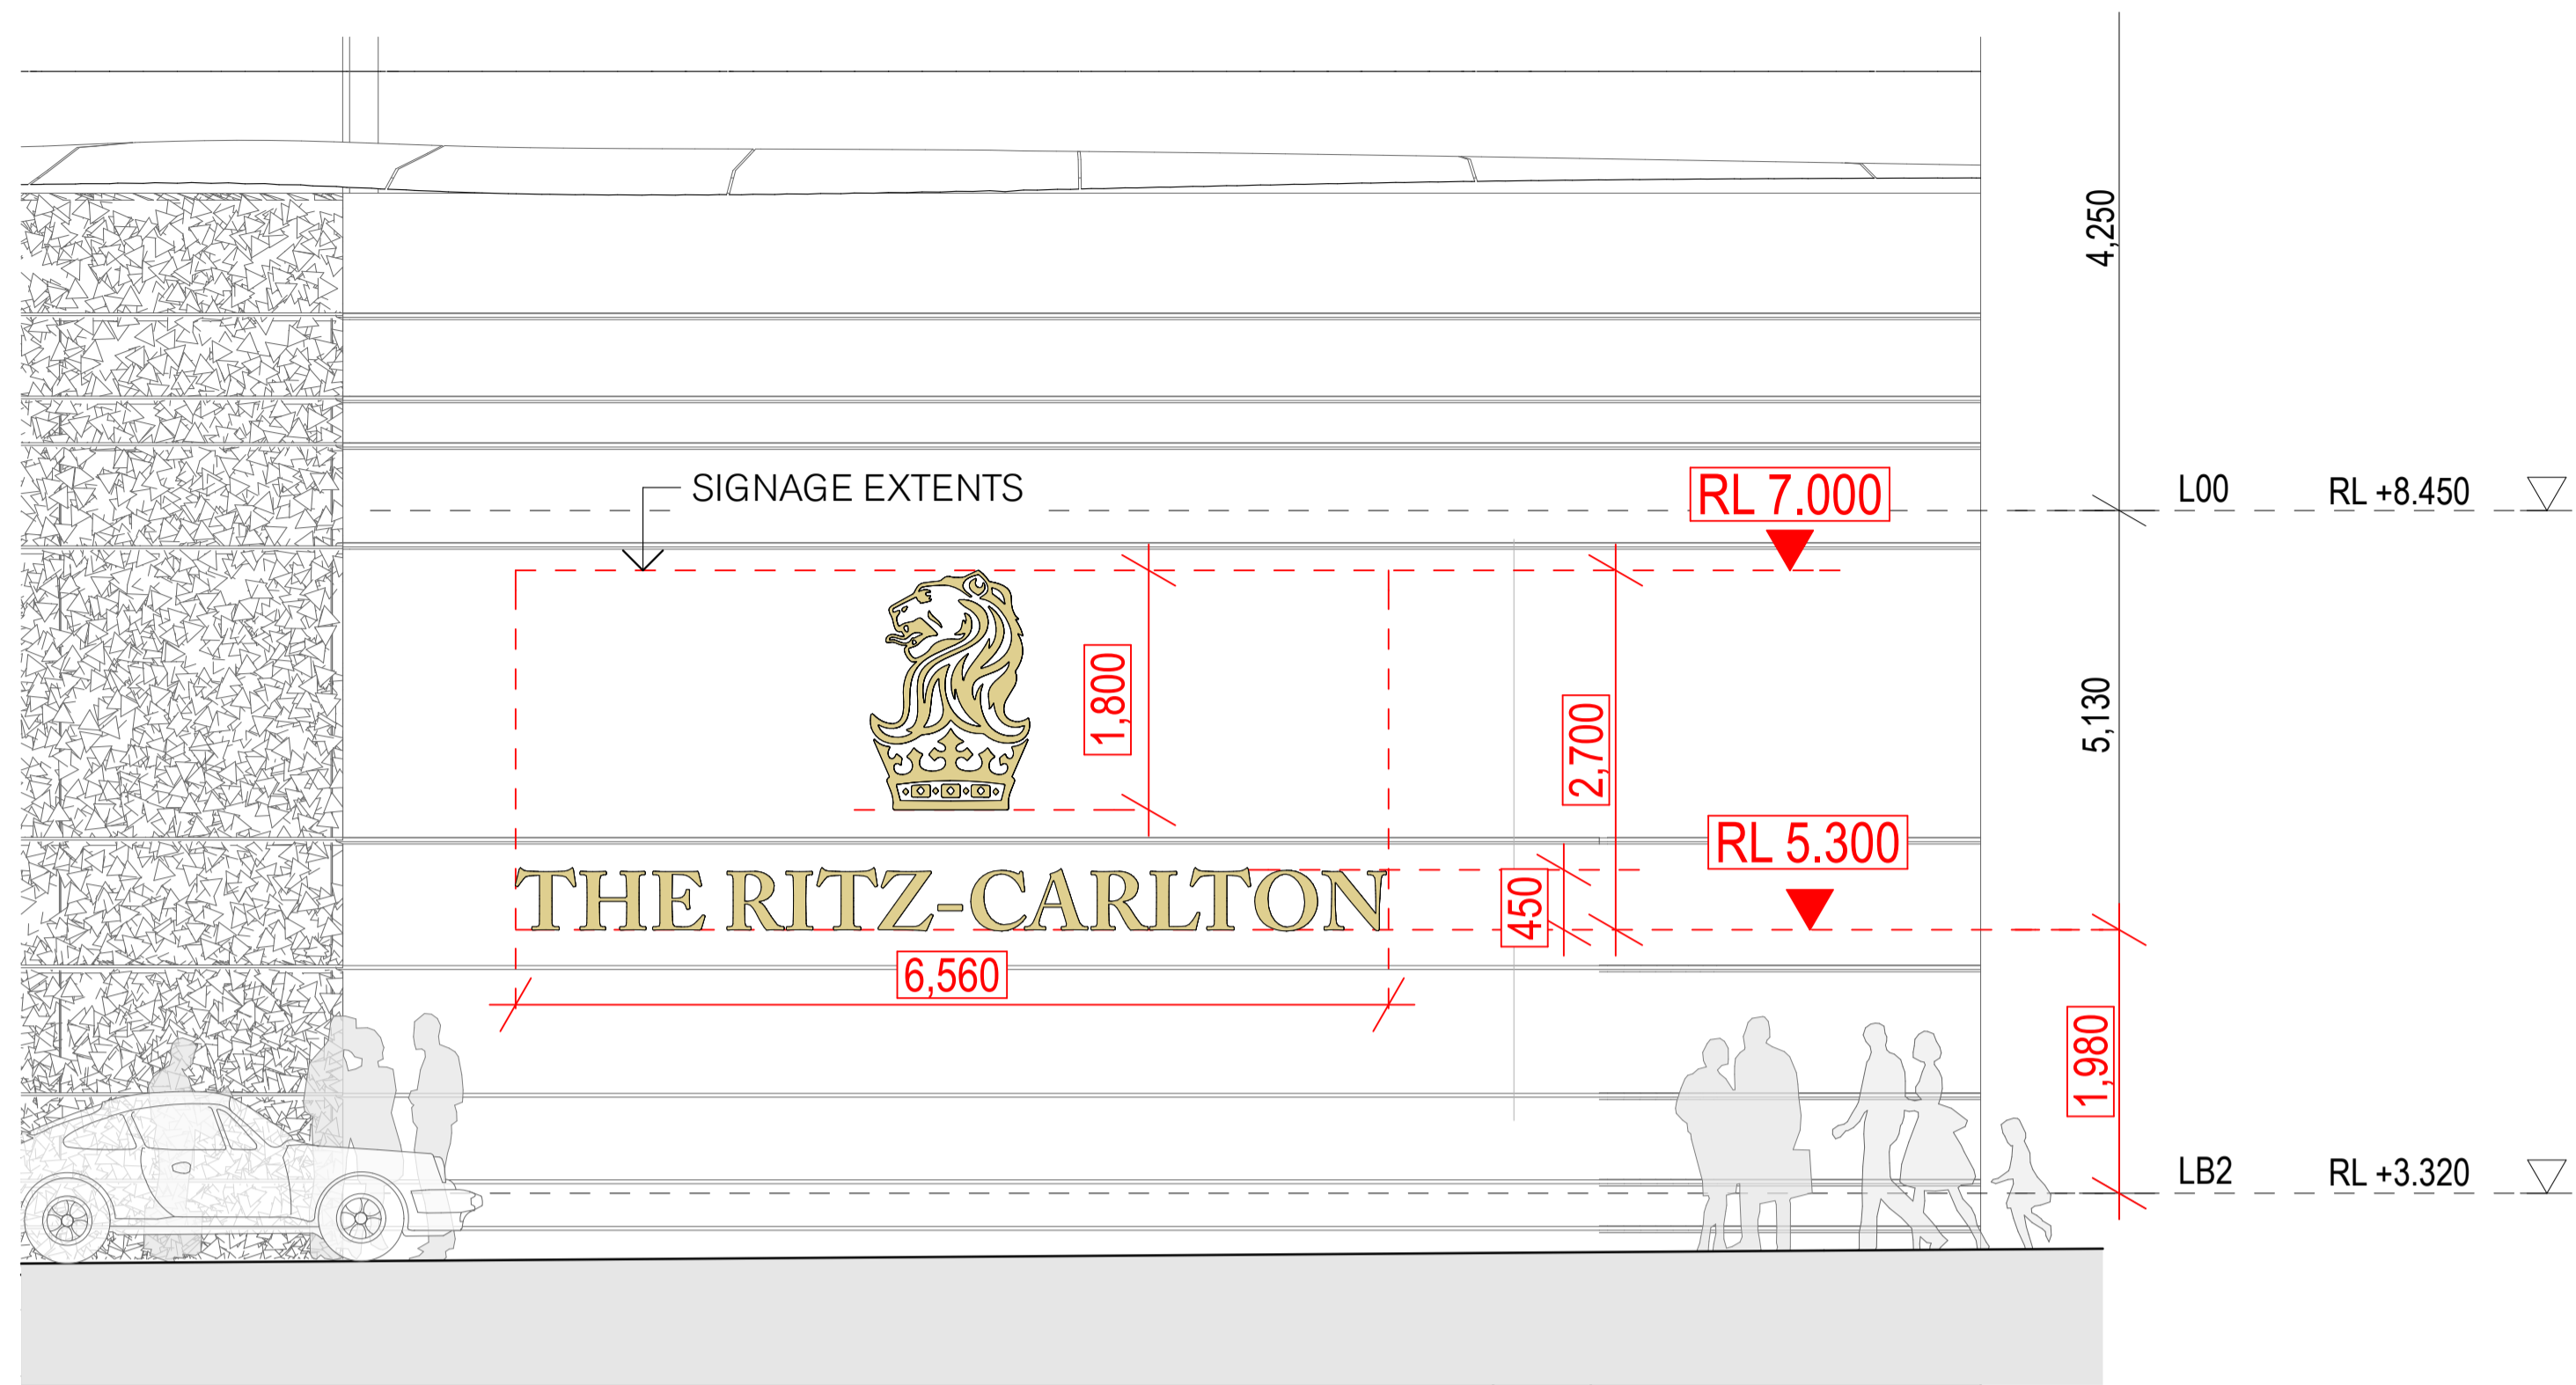 4,250
SIGNAGE EXTENTS
RL 7.000
L00 RL +8.450
1,800
2,700
5,130
RL 5.300
THE RITZ-CARLTON
450
6,560
1,980
LB2 RL +3.320